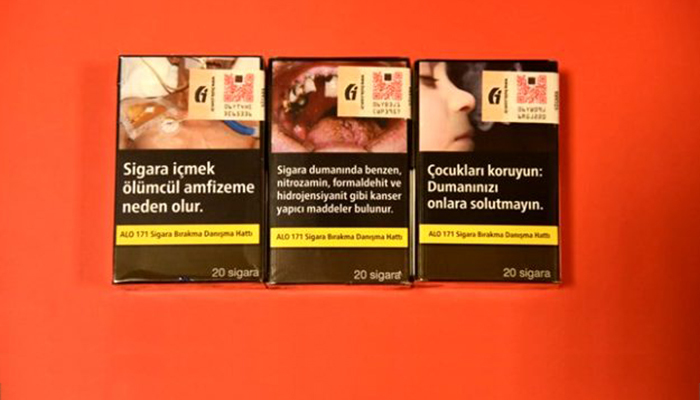 Sigara içmek
ölümcül amfizeme
neden olur.
ALO 171 Sigara Bırakma Danışma Hattı
20 sigara
Sigara dumanında benzen,
nitrozamin, formaldehit ve
hidrojensiyanit gibi kanser
yapıcı maddeler bulunur.
ALO 171 Sigara Bırakma Danışma Hattı
20 sigara
Çocukları koruyun:
Dumanınızı
onlara solutmayın.
ALO 171 Sigara Bırakma Danışma Hattı
20 sigara